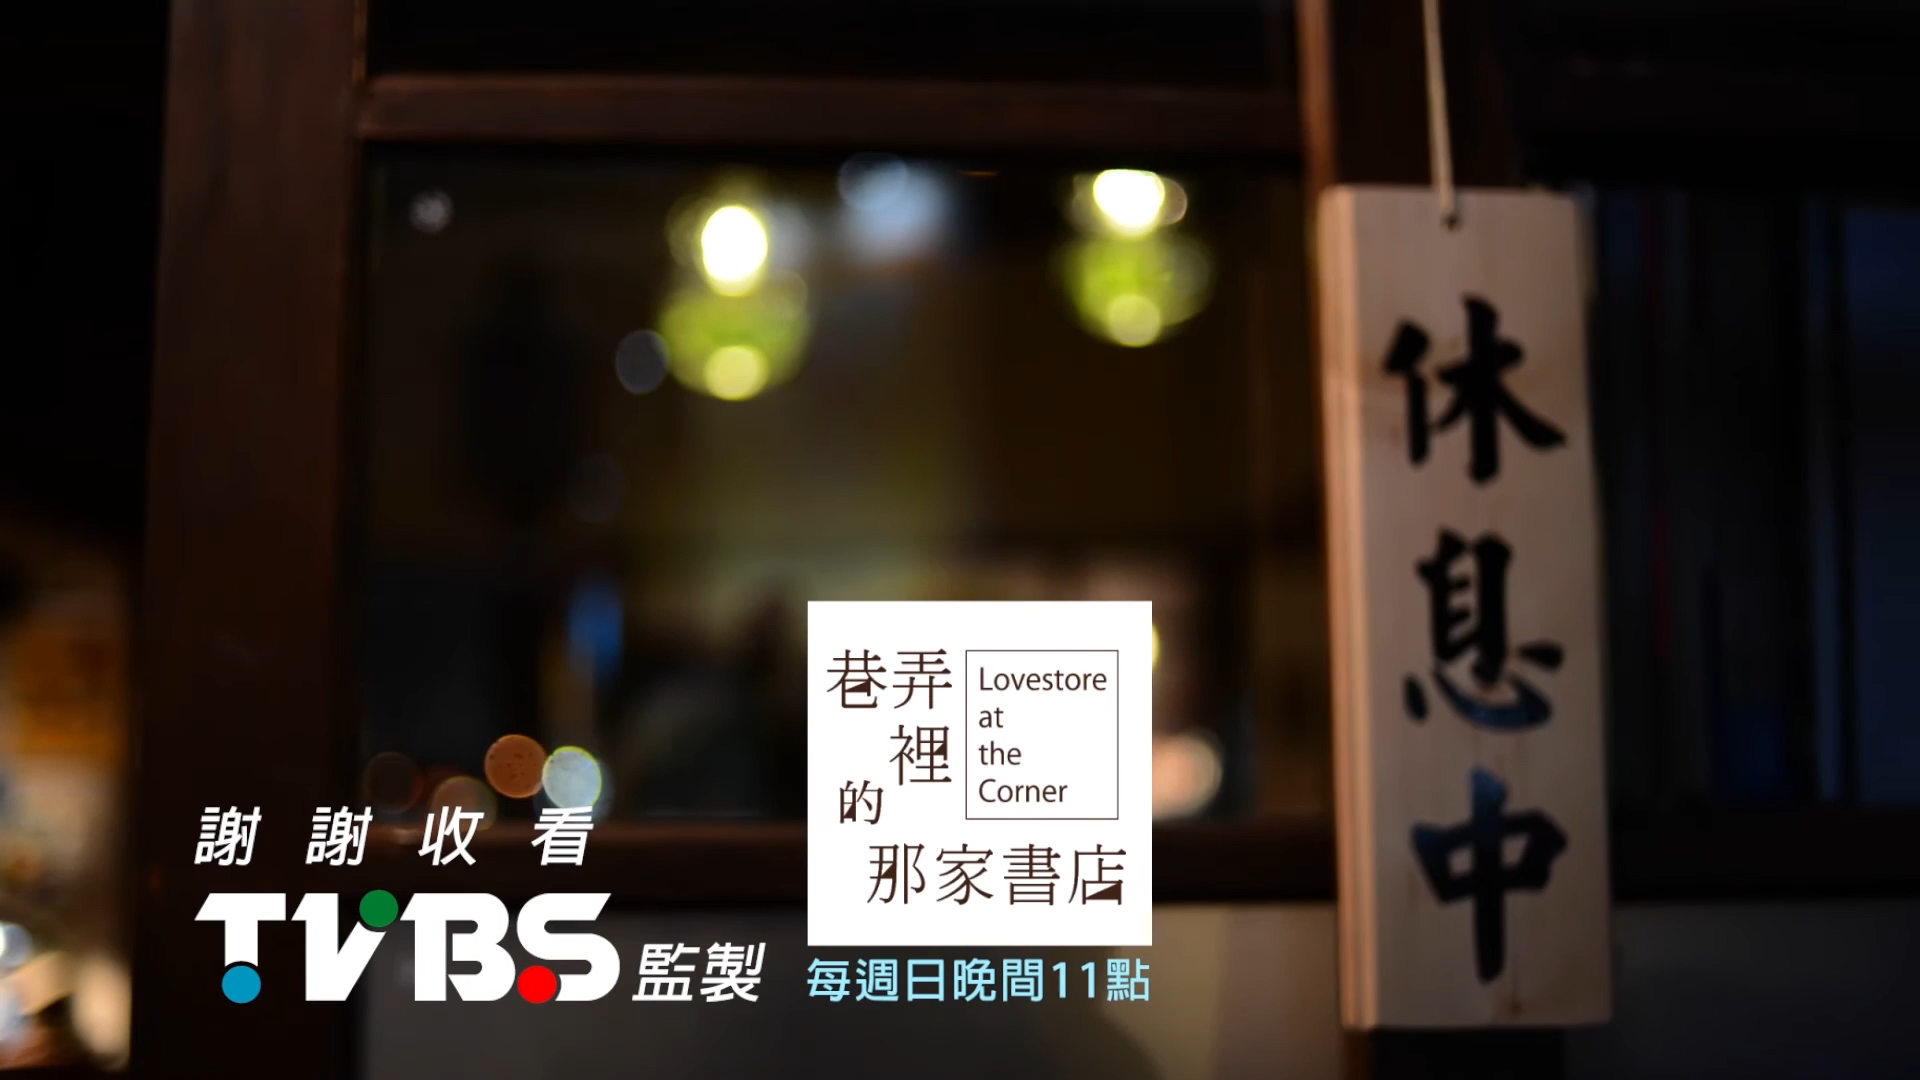 休息中
巷弄
裡
的
那家書店
Lovestore
at
the
Corner
謝謝收看
TVBS監製
每週日晚間11點